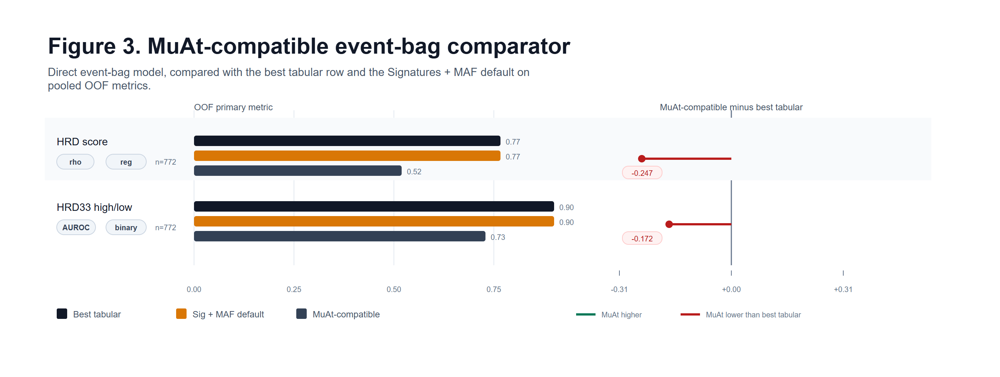 Figure 3. MuAt-compatible event-bag comparator
Direct event-bag model, compared with the best tabular row and the Signatures + MAF default on
pooled OOF metrics.
OOF primary metric
MuAt-compatible minus best tabular
HRD score
rho reg n=772
0.77
0.77
0.52
-0.247
HRD33 high/low
AUROC binary n=772
0.90
0.90
0.73
-0.172
0.00 0.25 0.50 0.75
-0.31 +0.00 +0.31
Best tabular Sig + MAF default MuAt-compatible
MuAt higher MuAt lower than best tabular